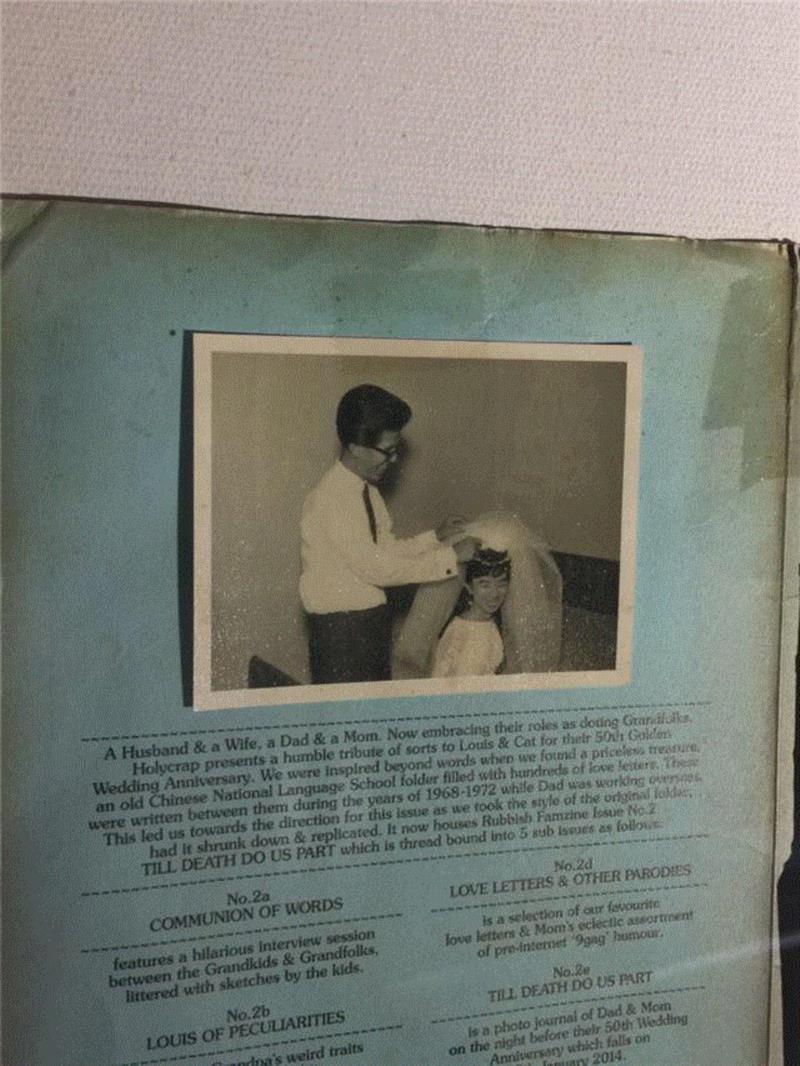 A Husband & a Wife, a Dad & a Mom. Now embracing their roles as doting Grandfolks,
Holycrap presents a humble tribute of sorts to Louis & Cat for their 50th Golden
Wedding Anniversary. We were inspired beyond words when we found a priceless treasure,
an old Chinese National Language School folder filled with hundreds of love letters. These
were written between them during the years of 1968-1972 while Dad was working overseas.
This led us towards the direction for this issue as we took the style of the original folder,
had it shrunk down & replicated. It now houses Rubbish Famzine Issue No.2
TILL DEATH DO US PART which is thread bound into 5 sub issues as follows:
No.2a
COMMUNION OF WORDS
features a hilarious interview session
between the Grandkids & Grandfolks,
littered with sketches by the kids.
No.2b
LOUIS OF PECULIARITIES
Grandpa's weird traits
No.2d
LOVE LETTERS & OTHER PARODIES
is a selection of our favourite
love letters & Mom's eclectic assortment
of pre-internet '9gag' humour.
No.2e
TILL DEATH DO US PART
is a photo journal of Dad & Mom
on the night before their 50th Wedding
Anniversary which falls on
January 2014.